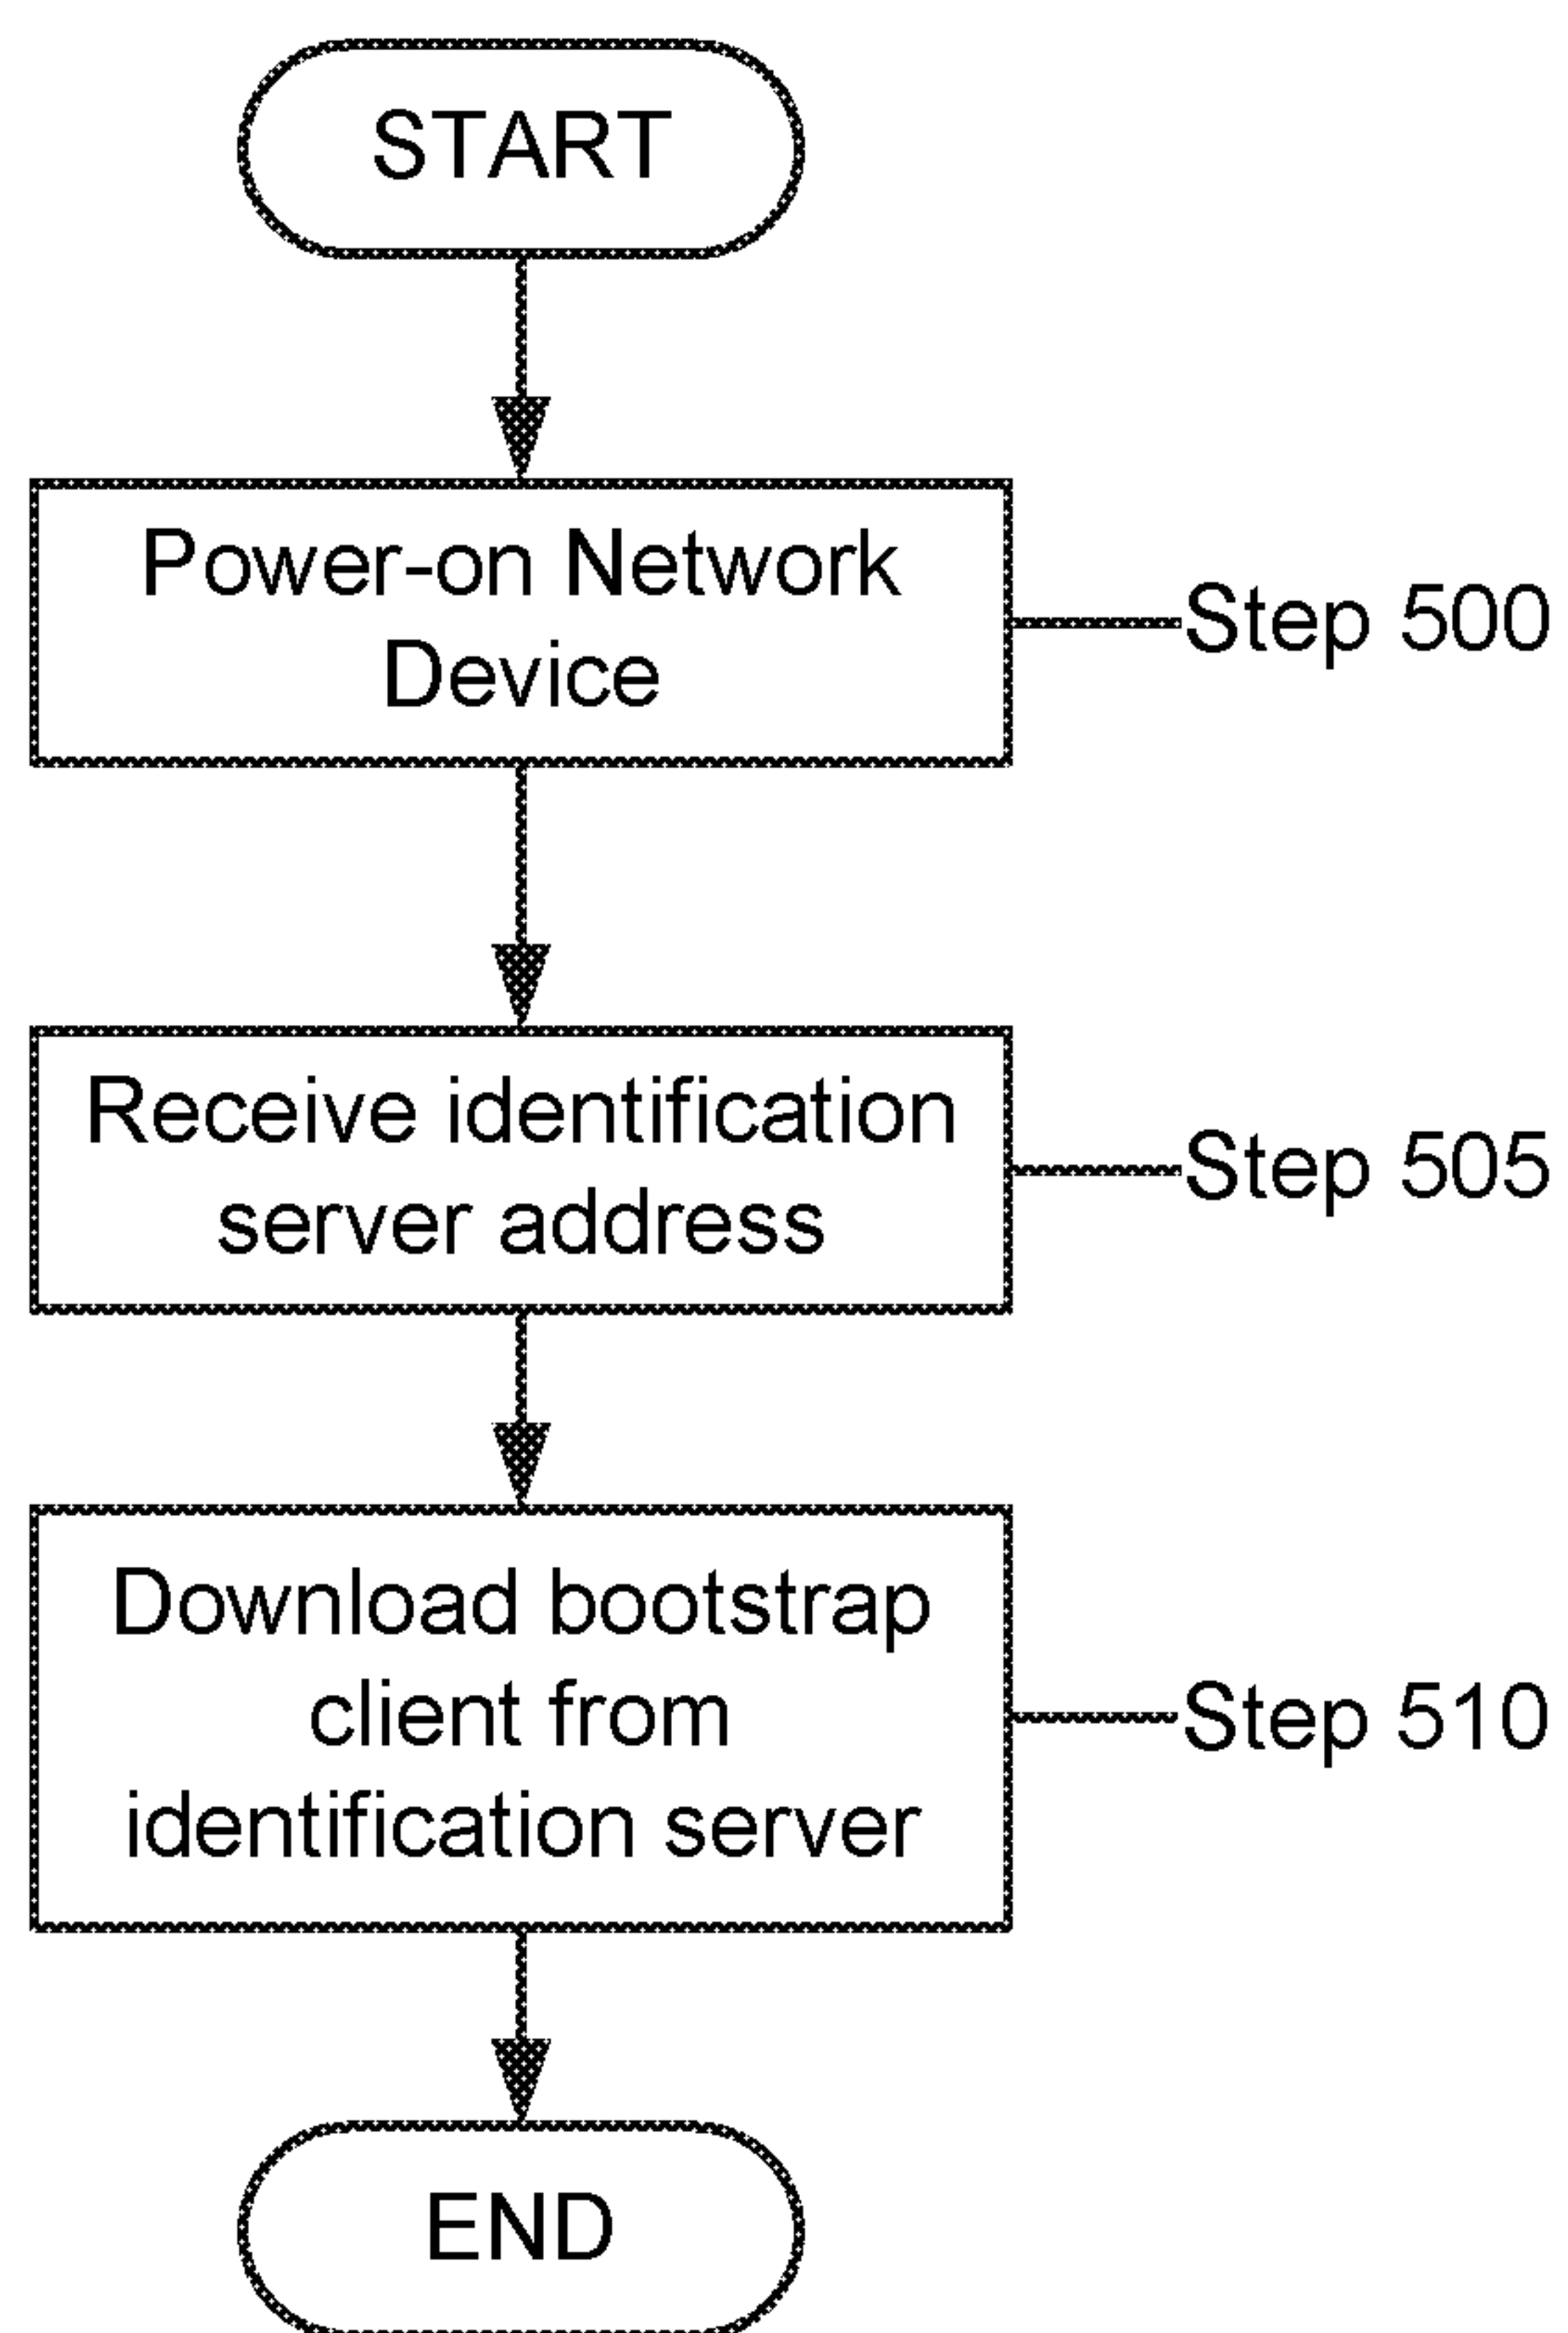 START
Power-on Network
Device
Step 500
Receive identification
server address
Step 505
Download bootstrap
client from
identification server
Step 510
END